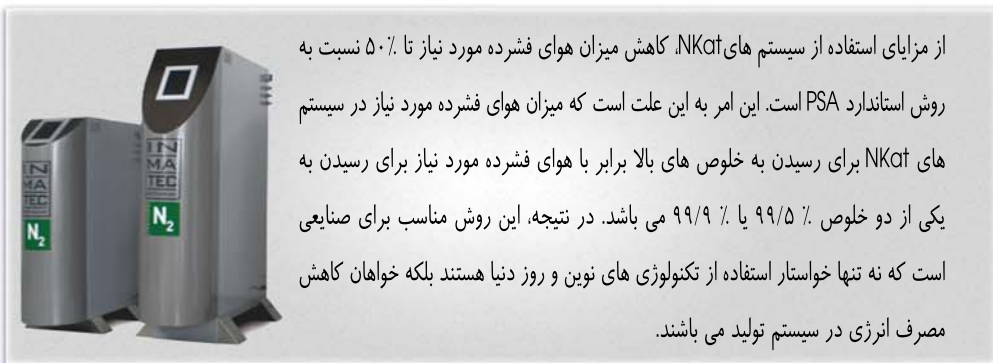 از مزایای استفاده از سیستم های NKat، کاهش میزان هوای فشرده مورد نیاز تا ۵۰٪ نسبت به
روش استاندارد PSA است. این امر به این علت است که میزان هوای فشرده مورد نیاز در سیستم
های NKat برای رسیدن به خلوص های بالا برابر با هوای فشرده مورد نیاز برای رسیدن به
یکی از دو خلوص ٪ ۹۹/۵ یا ٪ ۹۹/۹ می باشد. در نتیجه، این روش مناسب برای صنایعی
است که نه تنها خواستار استفاده از تکنولوژی های نوین و روز دنیا هستند بلکه خواهان کاهش
مصرف انرژی در سیستم تولید می باشند.
IN
MA
TEC
N₂
IN
MA
TEC
N₂